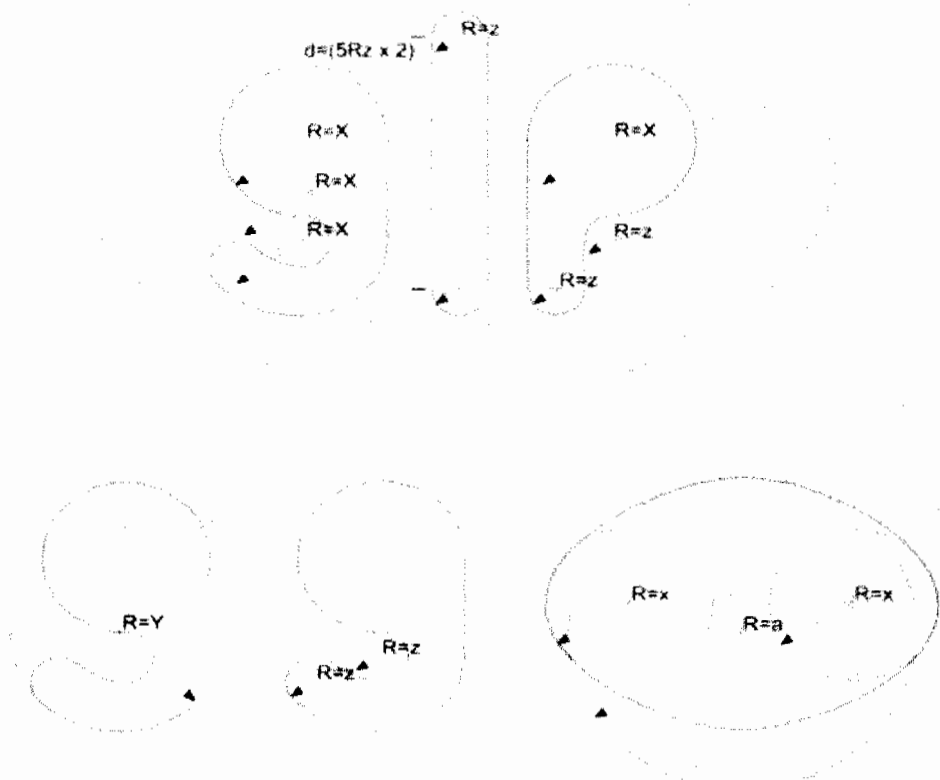 R=z
d=(5Rz x 2)
R=X
R=X
R=X
R=X
R=z
R=z
R=Y
R=z
R=z
R=x
R=x
R=a